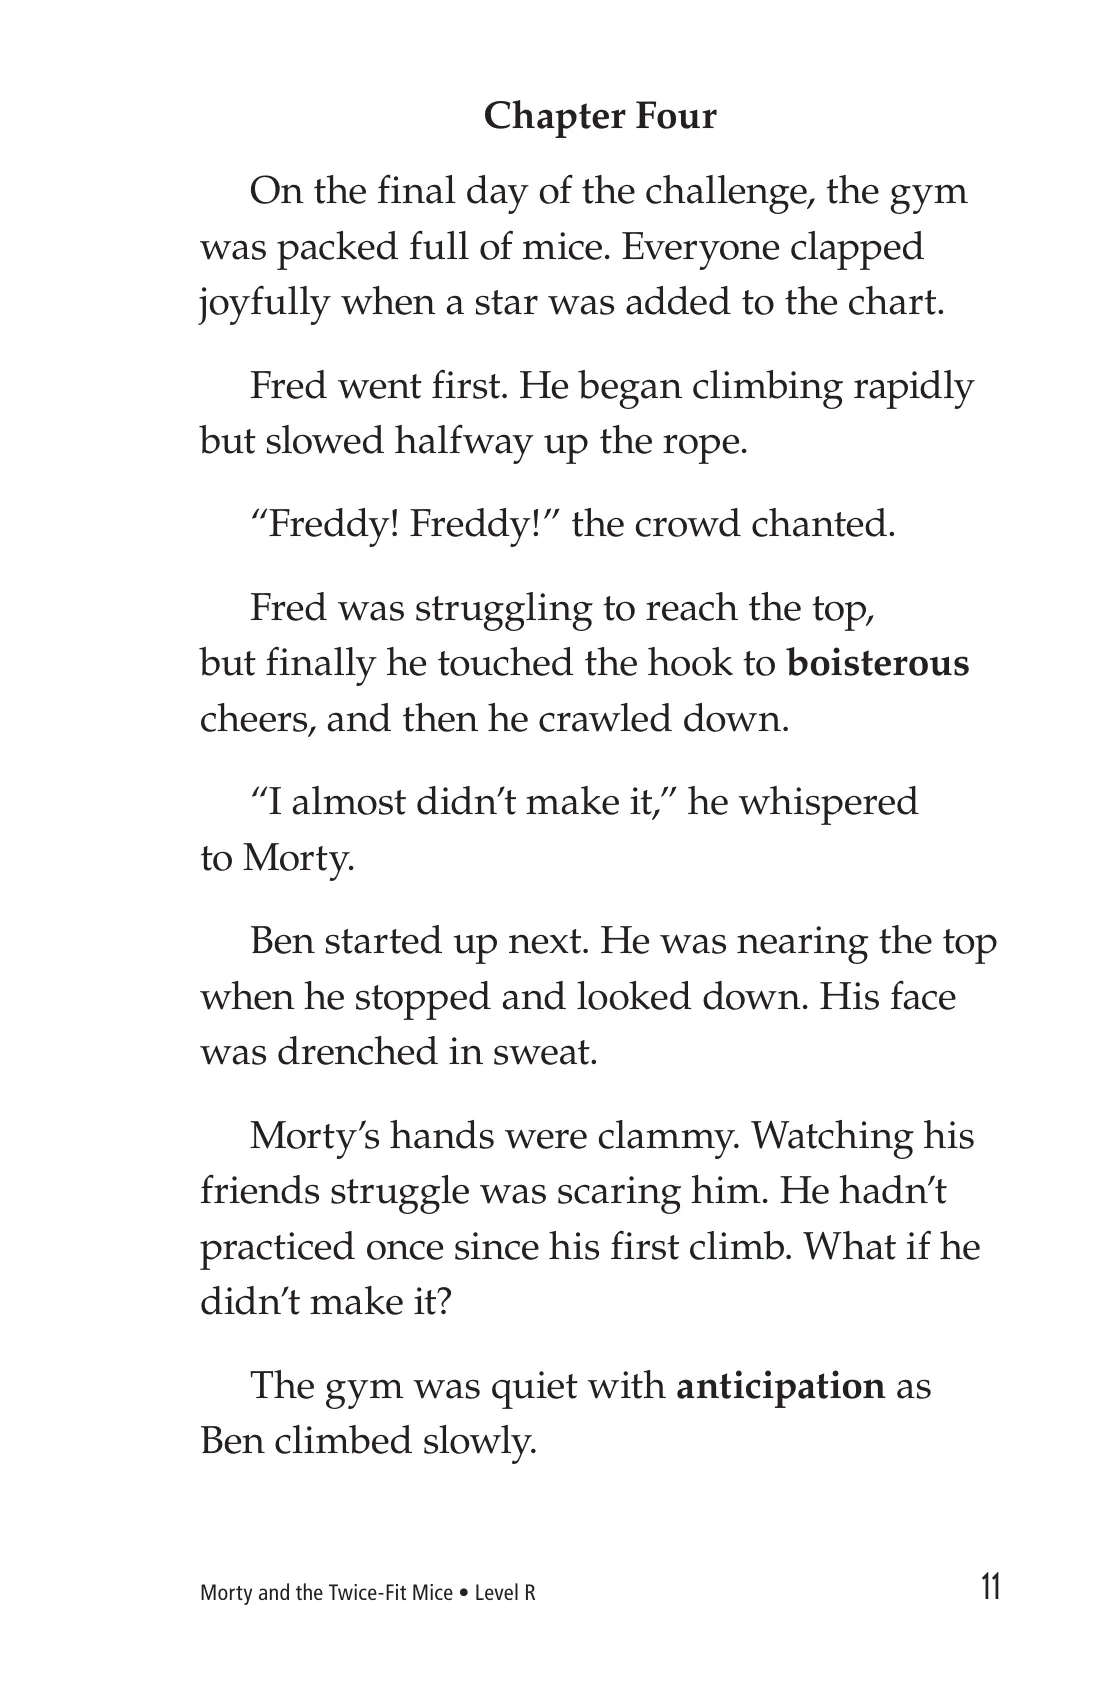 Chapter Four
On the final day of the challenge, the gym
was packed full of mice. Everyone clapped
joyfully when a star was added to the chart.
Fred went first. He began climbing rapidly
but slowed halfway up the rope.
“Freddy! Freddy!” the crowd chanted.
Fred was struggling to reach the top,
but finally he touched the hook to boisterous
cheers, and then he crawled down.
“I almost didn’t make it,” he whispered
to Morty.
Ben started up next. He was nearing the top
when he stopped and looked down. His face
was drenched in sweat.
Morty’s hands were clammy. Watching his
friends struggle was scaring him. He hadn’t
practiced once since his first climb. What if he
didn’t make it?
The gym was quiet with anticipation as
Ben climbed slowly.
Morty and the Twice-Fit Mice • Level R
11